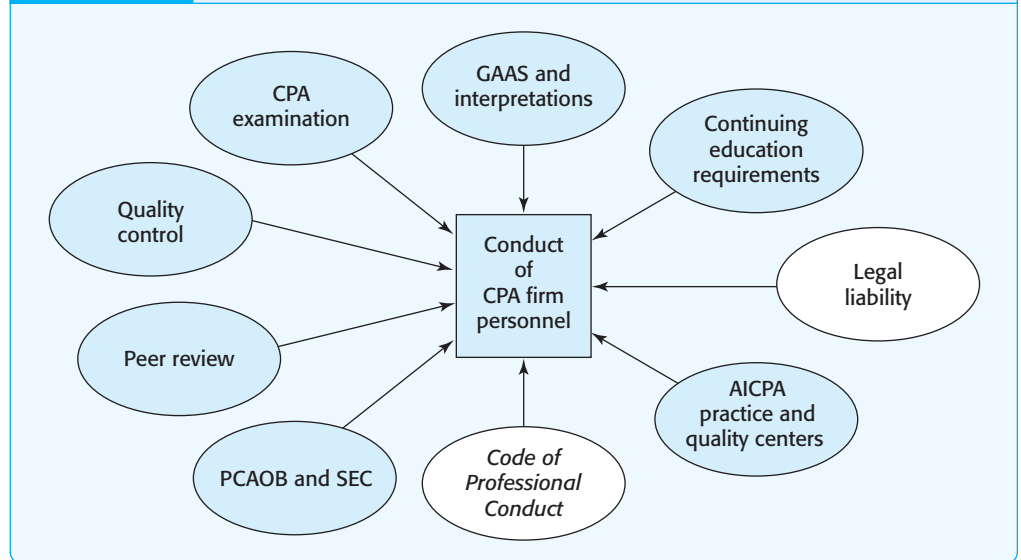 CPA
examination
GAAS and
interpretations
Continuing
education
requirements
Quality
control
Conduct
of
CPA firm
personnel
Legal
liability
Peer review
AICPA
practice and
quality centers
PCAOB and SEC
Code of
Professional
Conduct